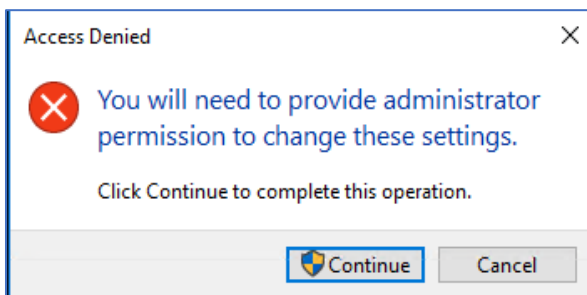 Access Denied
You will need to provide administrator
permission to change these settings.
Click Continue to complete this operation.
Continue
Cancel